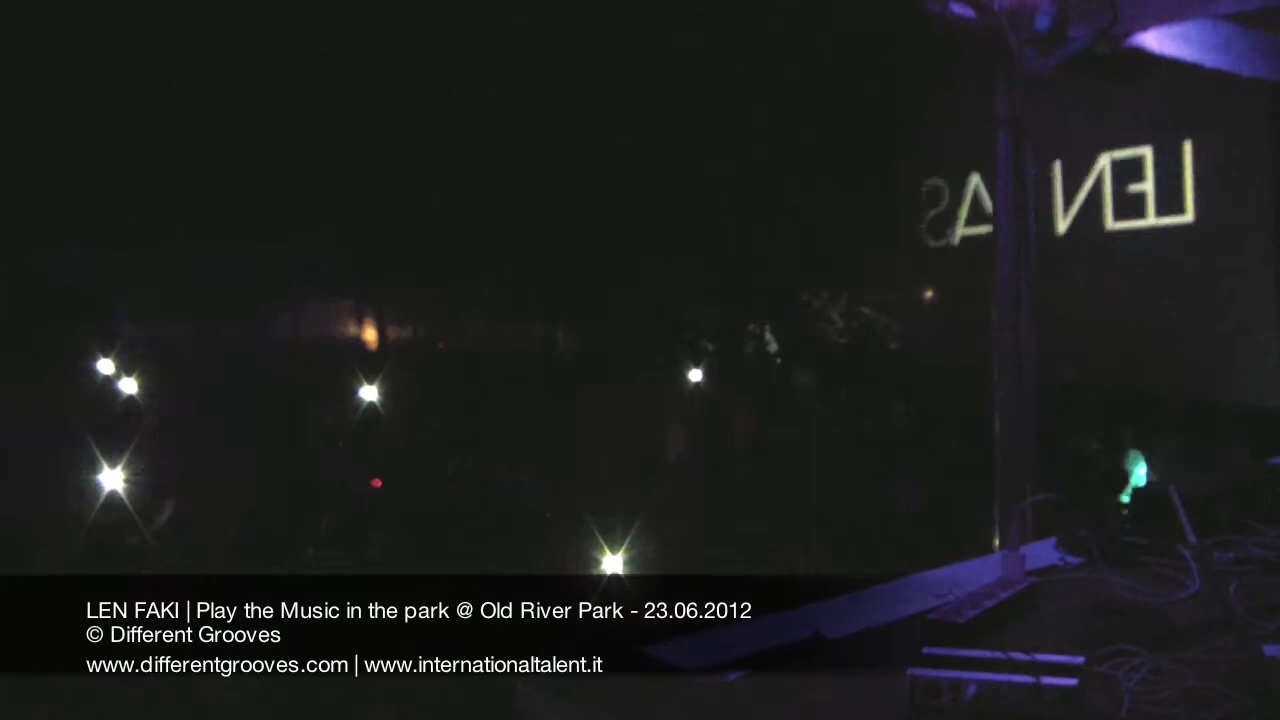 LEN
LEN FAKI | Play the Music in the park @ Old River Park - 23.06.2012
© Different Grooves
www.differentgrooves.com | www.internationaltalent.it